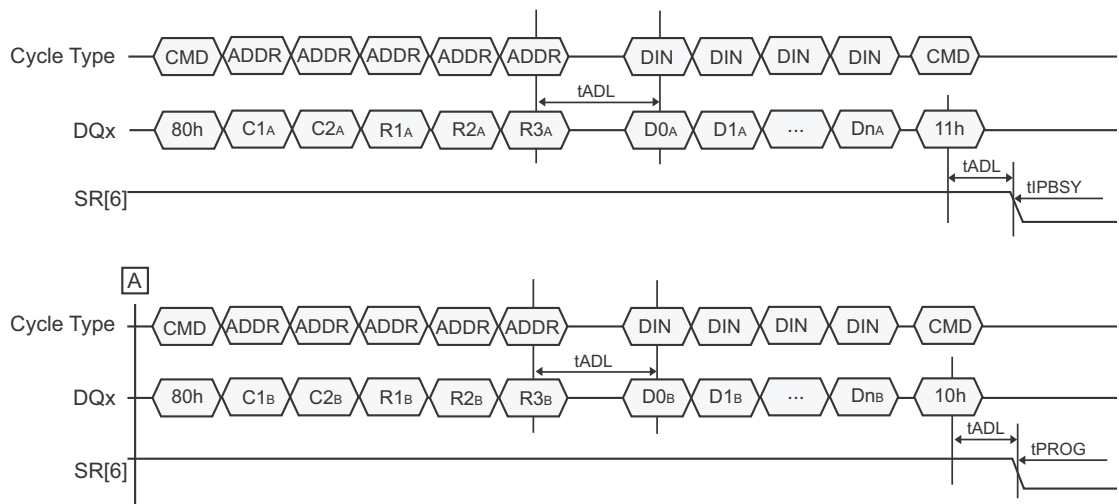 Cycle Type CMD ADDR ADDR ADDR ADDR ADDR DIN DIN DIN DIN CMD
tADL
DQx 80h C1A C2A R1A R2A R3A D0A D1A ... DnA 11h
tADL
SR[6] tIPBSY
A
Cycle Type CMD ADDR ADDR ADDR ADDR ADDR DIN DIN DIN DIN CMD
tADL
DQx 80h C1B C2B R1B R2B R3B D0B D1B ... DnB 10h
tADL
SR[6] tPROG